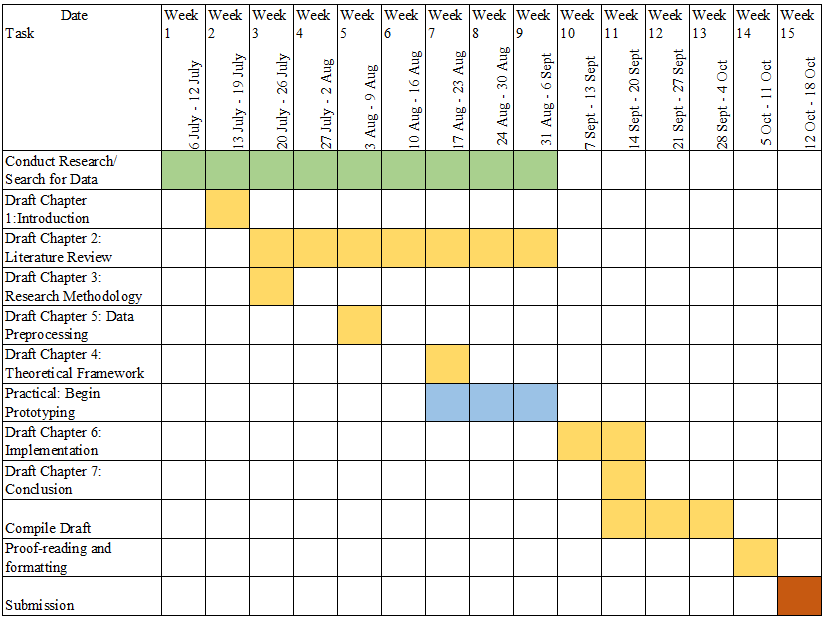 Date
Task
Week 1
Week 2
Week 3
Week 4
Week 5
Week 6
Week 7
Week 8
Week 9
Week 10
Week 11
Week 12
Week 13
Week 14
Week 15
6 July - 12 July
13 July - 19 July
20 July - 26 July
27 July - 2 Aug
3 Aug - 9 Aug
10 Aug - 16 Aug
17 Aug - 23 Aug
24 Aug - 30 Aug
31 Aug - 6 Sept
7 Sept - 13 Sept
14 Sept - 20 Sept
21 Sept - 27 Sept
28 Sept - 4 Oct
5 Oct - 11 Oct
12 Oct - 18 Oct
Conduct Research/
Search for Data
Draft Chapter
1:Introduction
Draft Chapter 2:
Literature Review
Draft Chapter 3:
Research Methodology
Draft Chapter 5: Data
Preprocessing
Draft Chapter 4:
Theoretical Framework
Practical: Begin
Prototyping
Draft Chapter 6:
Implementation
Draft Chapter 7:
Conclusion
Compile Draft
Proof-reading and
formatting
Submission